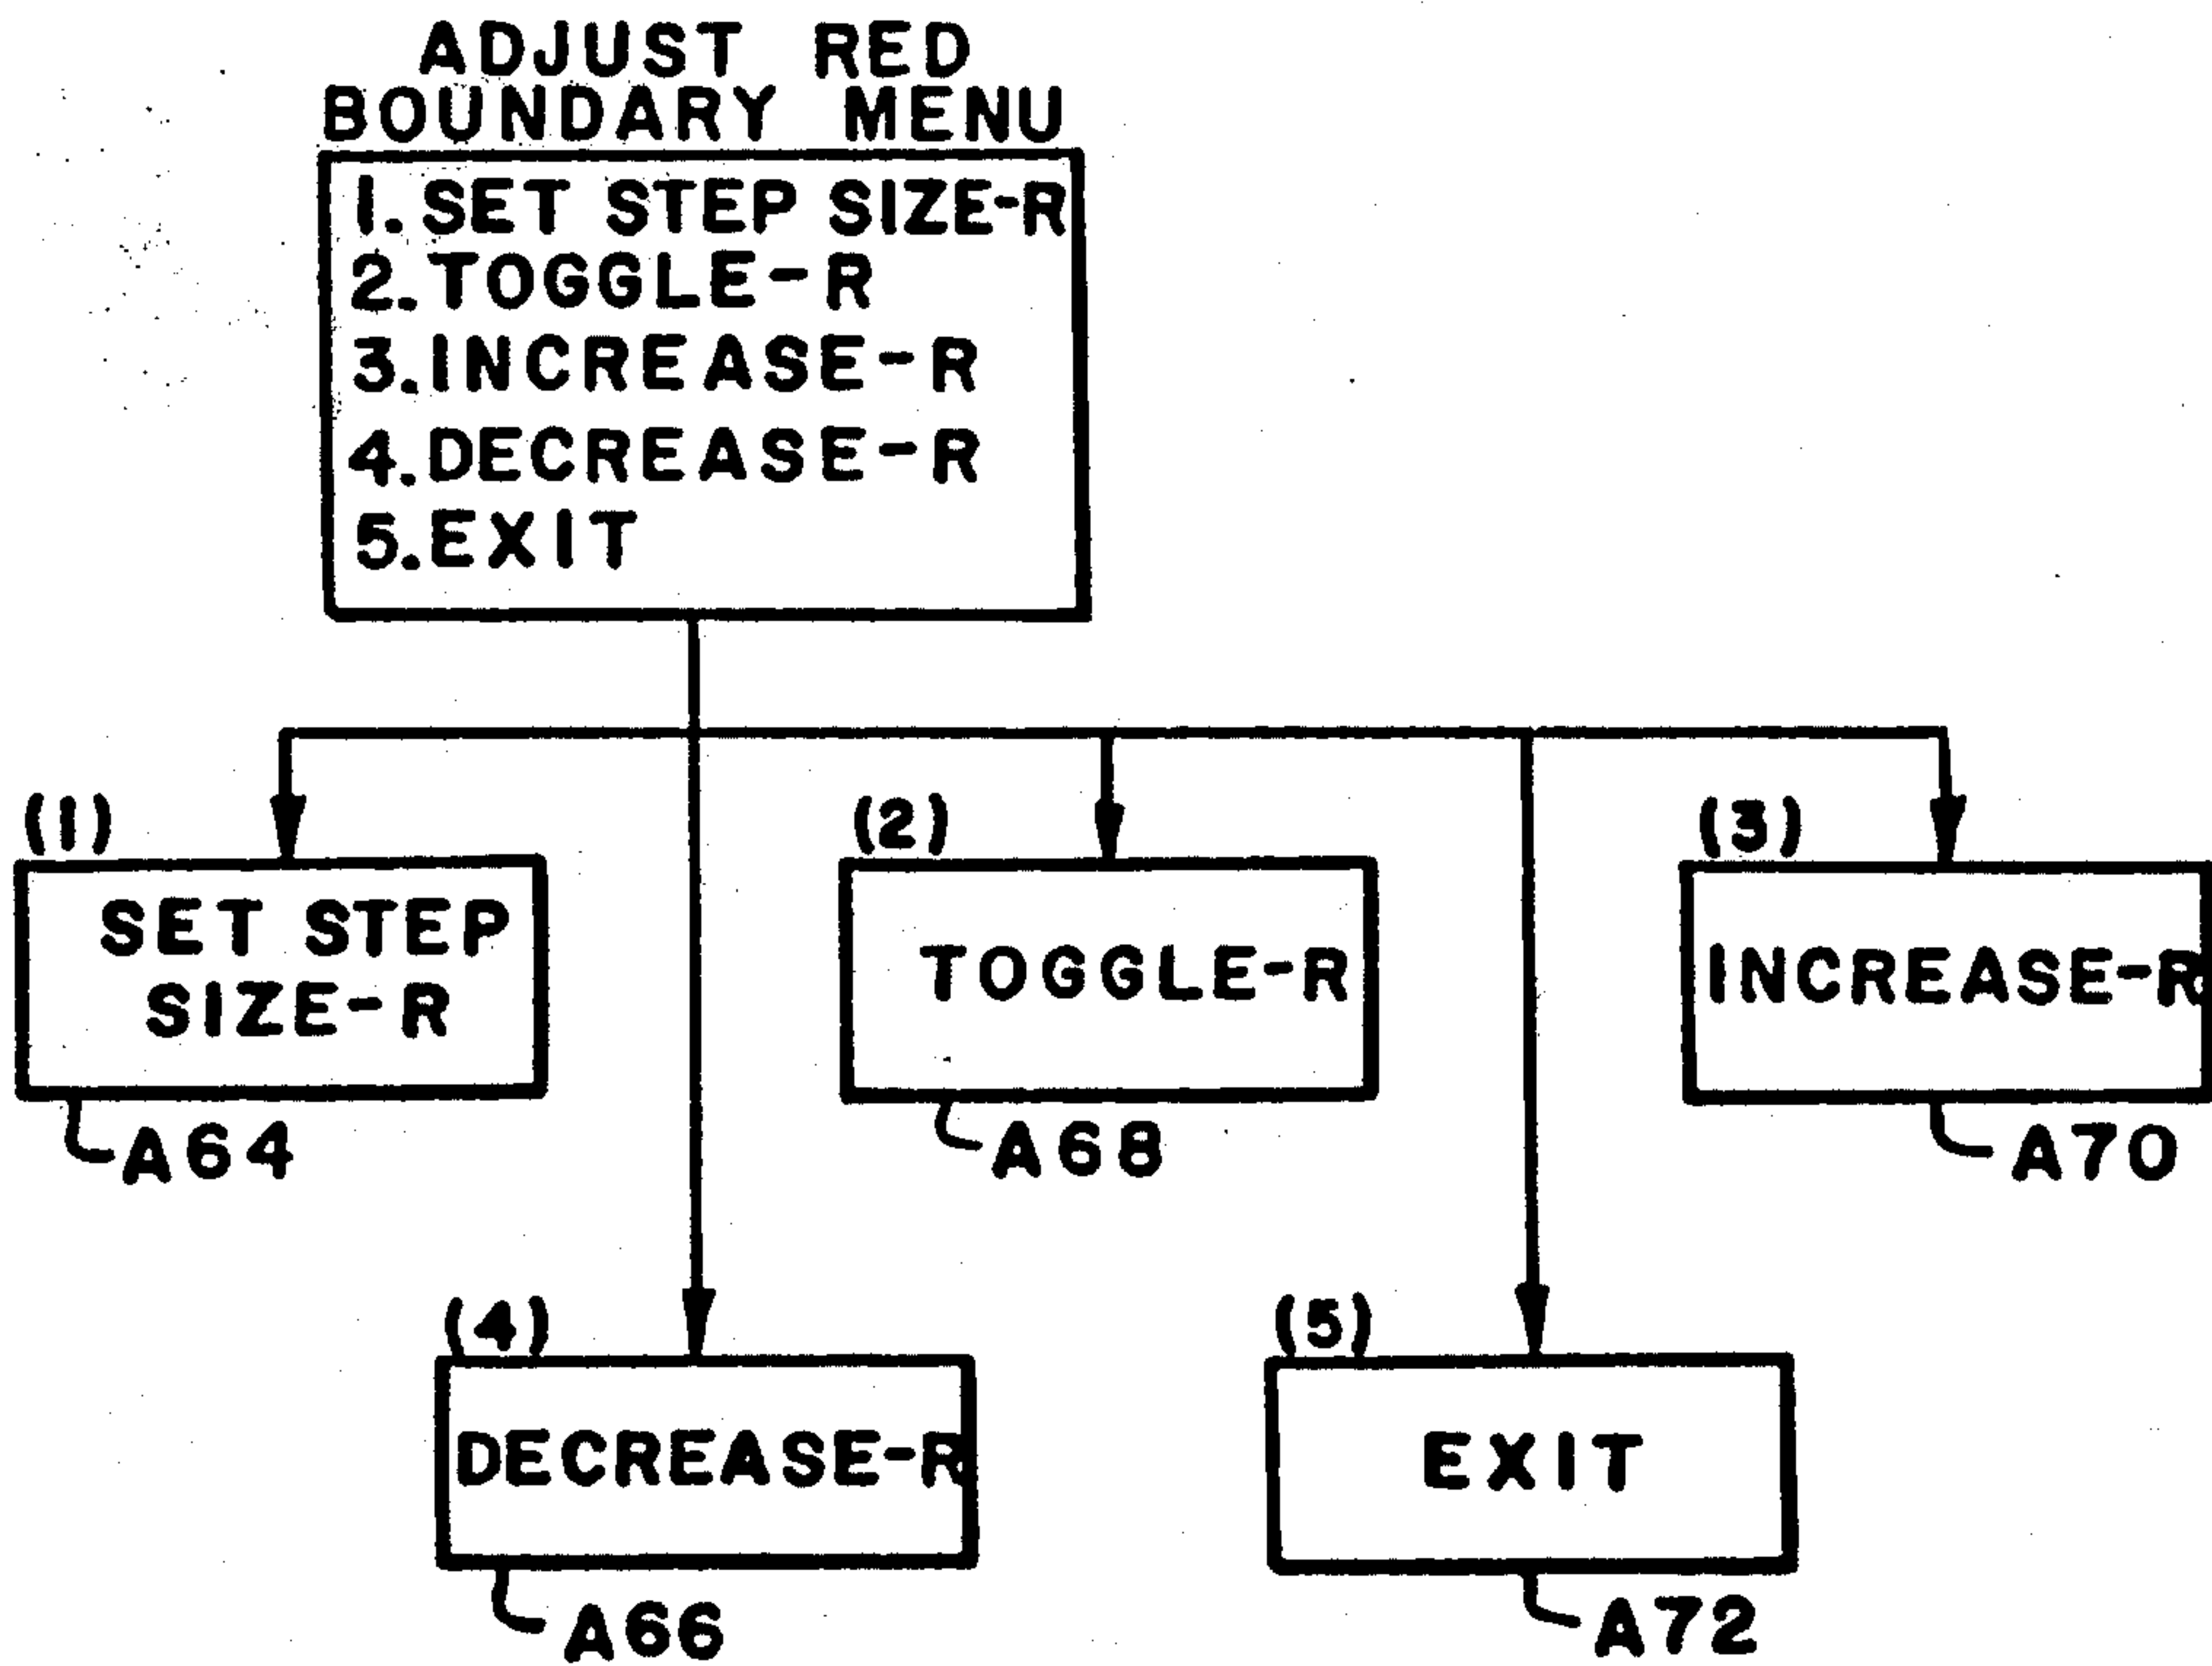 ADJUST RED
BOUNDARY MENU
1. SET STEP SIZE-R
2. TOGGLE-R
3. INCREASE-R
4. DECREASE-R
5. EXIT
(1)
SET STEP
SIZE-R
A64
(2)
TOGGLE-R
A68
(3)
INCREASE-R
A70
(4)
DECREASE-R
A66
(5)
EXIT
A72